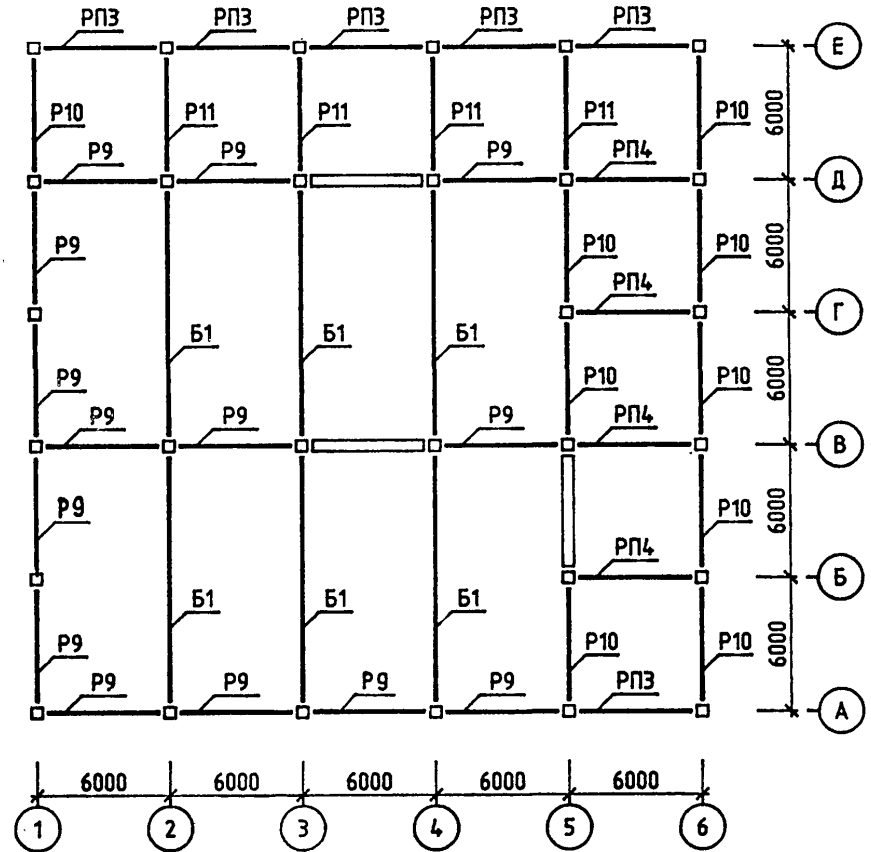 РП3 РП3 РП3 РП3 РП3
Е
Р10 Р11 Р11 Р11 Р11 Р10
6000
Р9 Р9 Р9 РП4
Д
Р9 Р10 Р10
6000
РП4
Г
Б1 Б1 Б1
Р9 Р10 Р10
6000
Р9 Р9 Р9 РП4
В
Р9 Р10
6000
РП4
Б
Б1 Б1 Б1
Р9 Р10 Р10
6000
Р9 Р9 Р9 Р9 РП3
А
6000 6000 6000 6000 6000
1 2 3 4 5 6